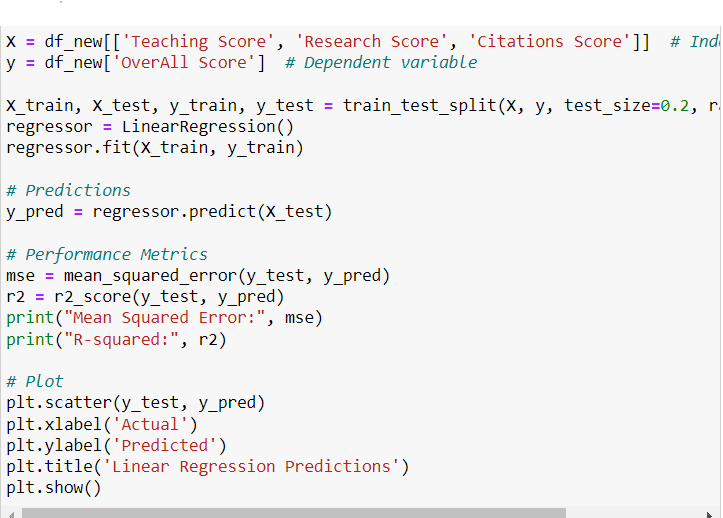 X = df_new[['Teaching Score', 'Research Score', 'Citations Score']]  # Ind
y = df_new['OverAll Score']  # Dependent variable
X_train, X_test, y_train, y_test = train_test_split(X, y, test_size=0.2, r
regressor = LinearRegression()
regressor.fit(X_train, y_train)
# Predictions
y_pred = regressor.predict(X_test)
# Performance Metrics
mse = mean_squared_error(y_test, y_pred)
r2 = r2_score(y_test, y_pred)
print("Mean Squared Error:", mse)
print("R-squared:", r2)
# Plot
plt.scatter(y_test, y_pred)
plt.xlabel('Actual')
plt.ylabel('Predicted')
plt.title('Linear Regression Predictions')
plt.show()